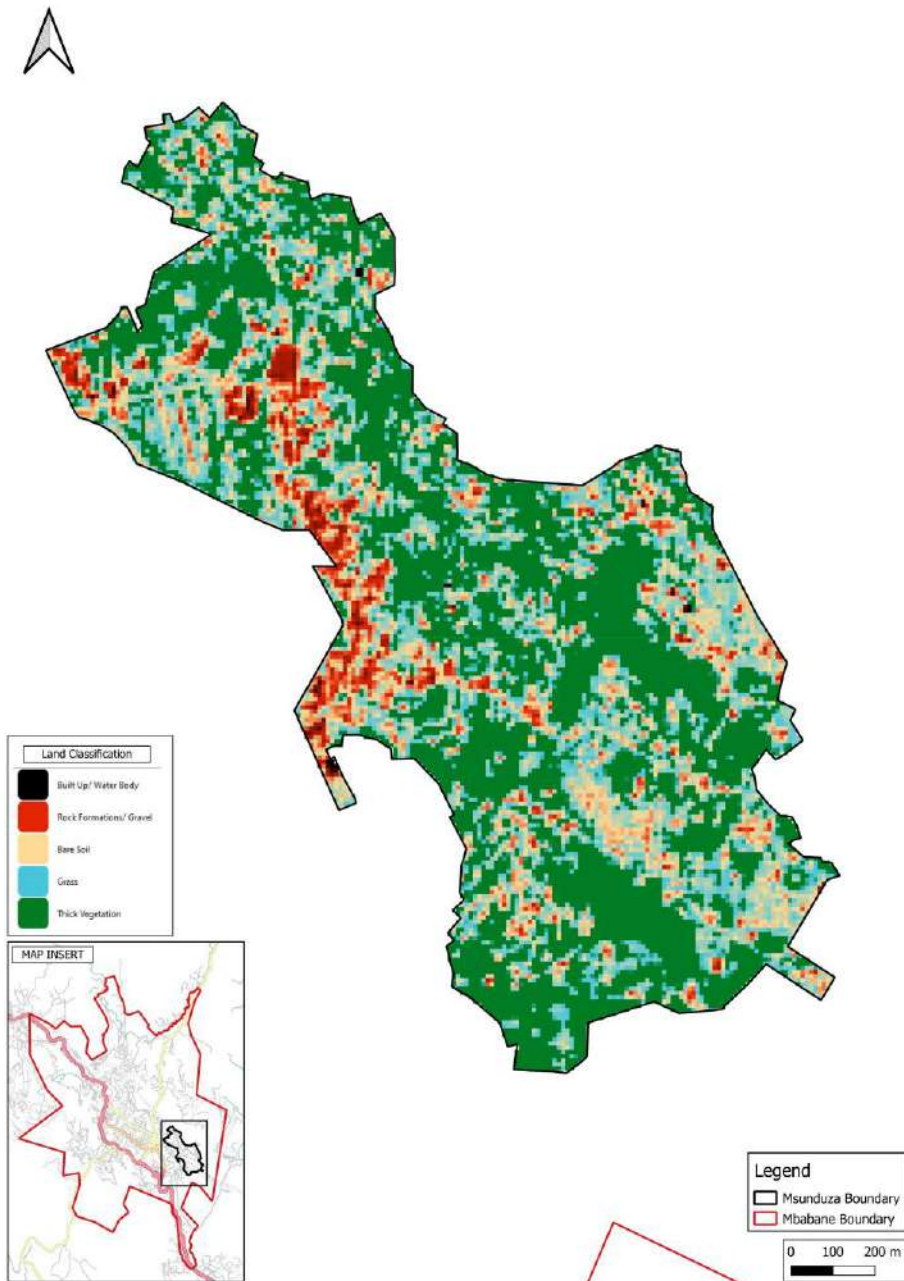 Land Classification
Built Up/ Water Body
Rock Formations/ Gravel
Bare Soil
Grass
Thick Vegetation
MAP INSERT
Legend
Msunduza Boundary
Mbabane Boundary
0 100 200 m